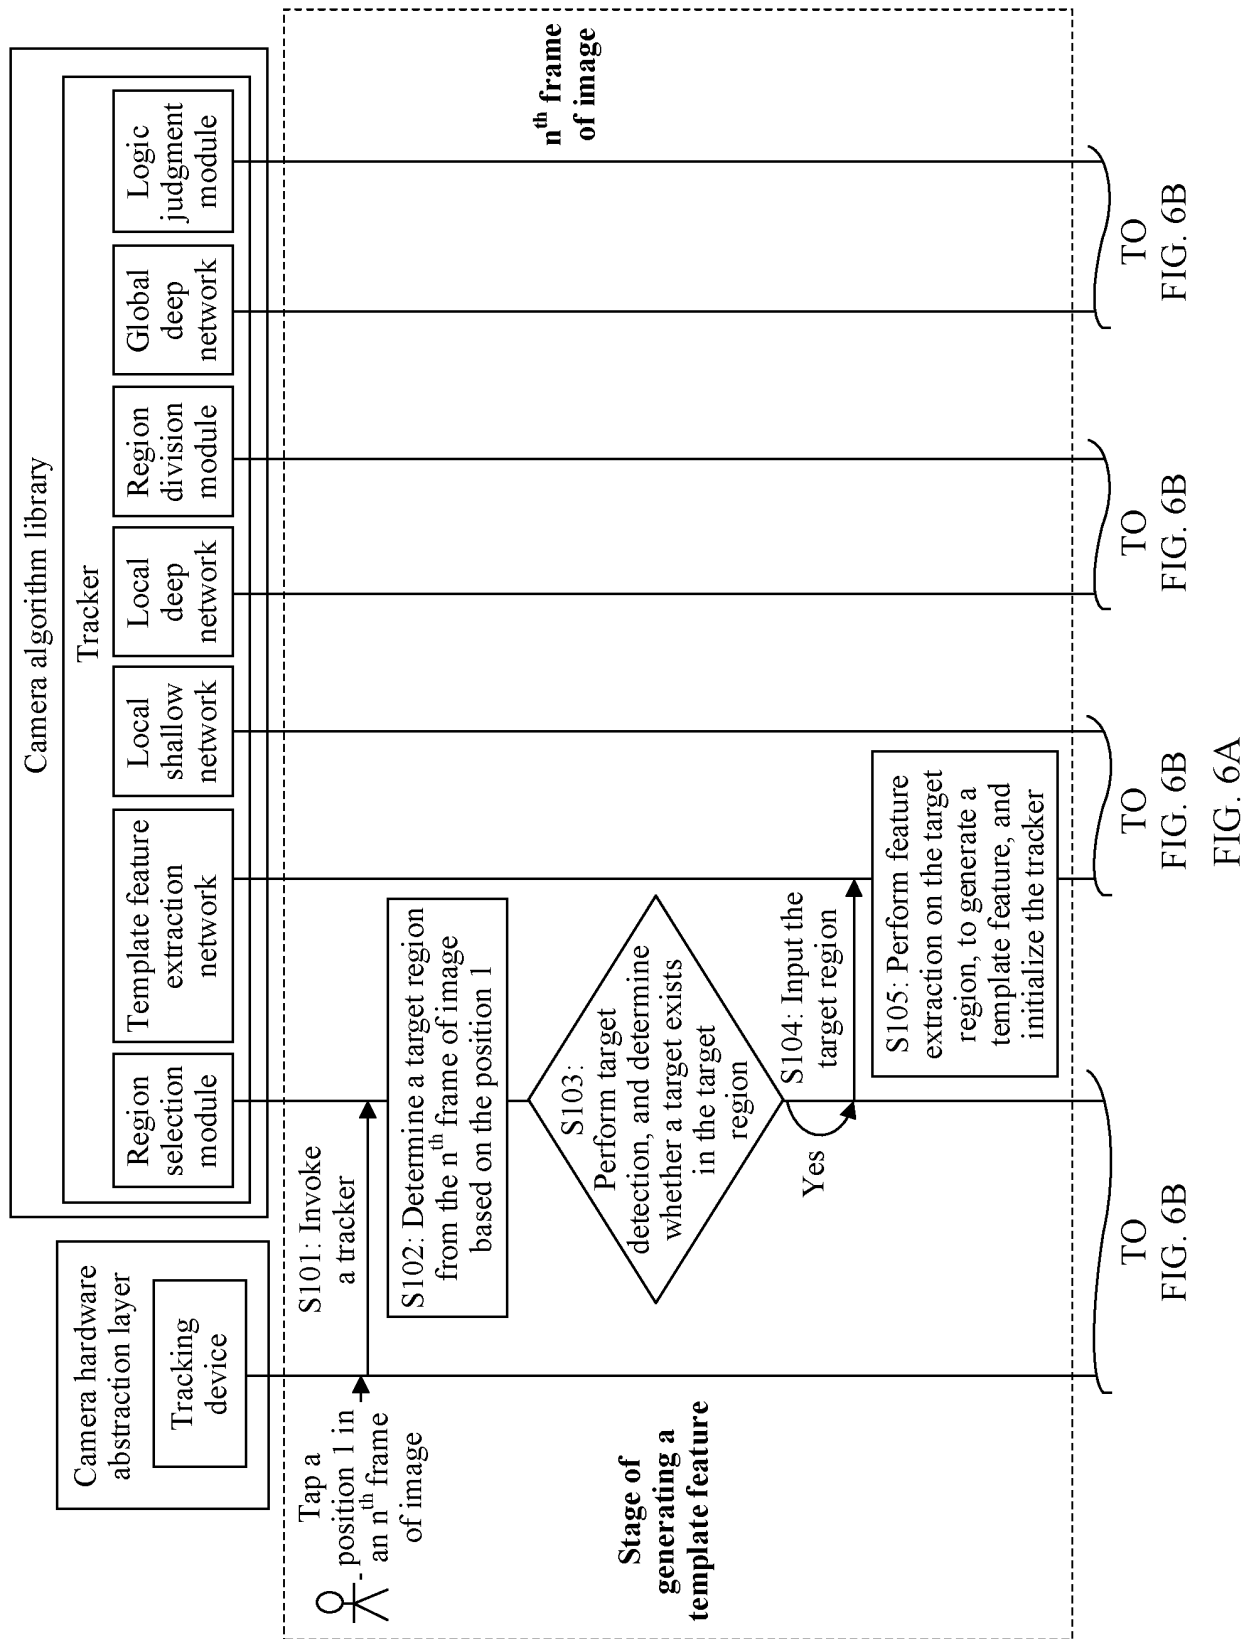 Camera hardware
abstraction layer
Tracking
device
Camera algorithm library
Tracker
Region
selection
module
Template feature
extraction
network
Local
shallow
network
Local
deep
network
Region
division
module
Global
deep
network
Logic
judgment
module
Tap a
position 1 in
an nth frame
of image
S101: Invoke
a tracker
nth frame
of image
S102: Determine a target region
from the nth frame of image
based on the position 1
Stage of
generating a
template feature
S103:
Perform target
detection, and determine
whether a target exists
in the target
region
Yes
S104: Input the
target region
S105: Perform feature
extraction on the target
region, to generate a
template feature, and
initialize the tracker
TO
FIG. 6B
TO
FIG. 6B
TO
FIG. 6B
TO
FIG. 6B
FIG. 6A